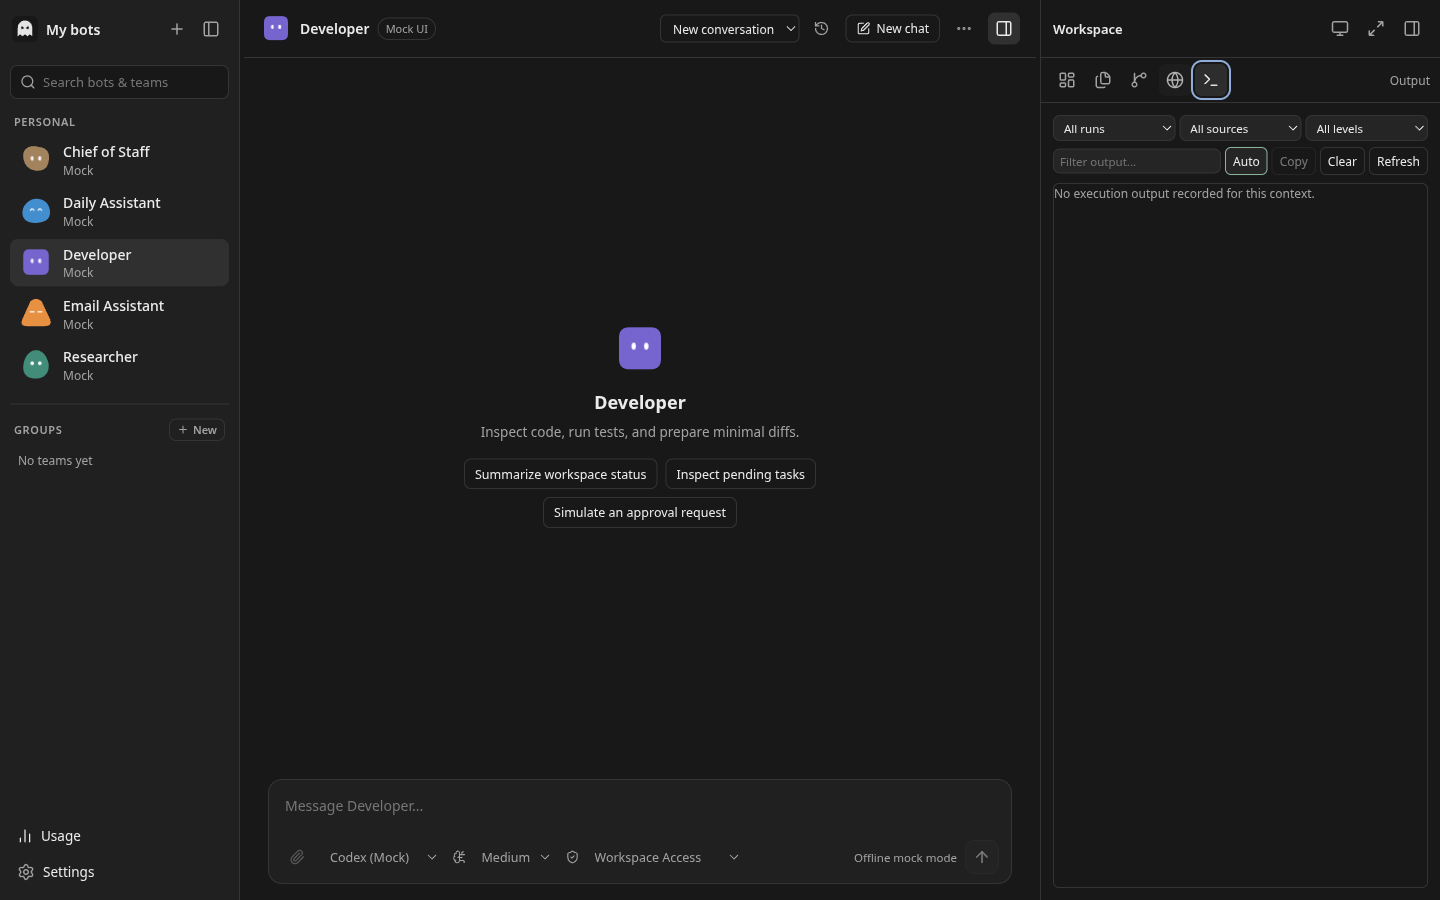 My bots
Search bots & teams
PERSONAL
Chief of Staff
Mock
Daily Assistant
Mock
Developer
Mock
Email Assistant
Mock
Researcher
Mock
GROUPS
New
No teams yet
Usage
Settings
Developer
Mock UI
New conversation
New chat
Developer
Inspect code, run tests, and prepare minimal diffs.
Summarize workspace status
Inspect pending tasks
Simulate an approval request
Message Developer...
Codex (Mock)
Medium
Workspace Access
Offline mock mode
Workspace
Output
All runs
All sources
All levels
Filter output...
Auto
Copy
Clear
Refresh
No execution output recorded for this context.